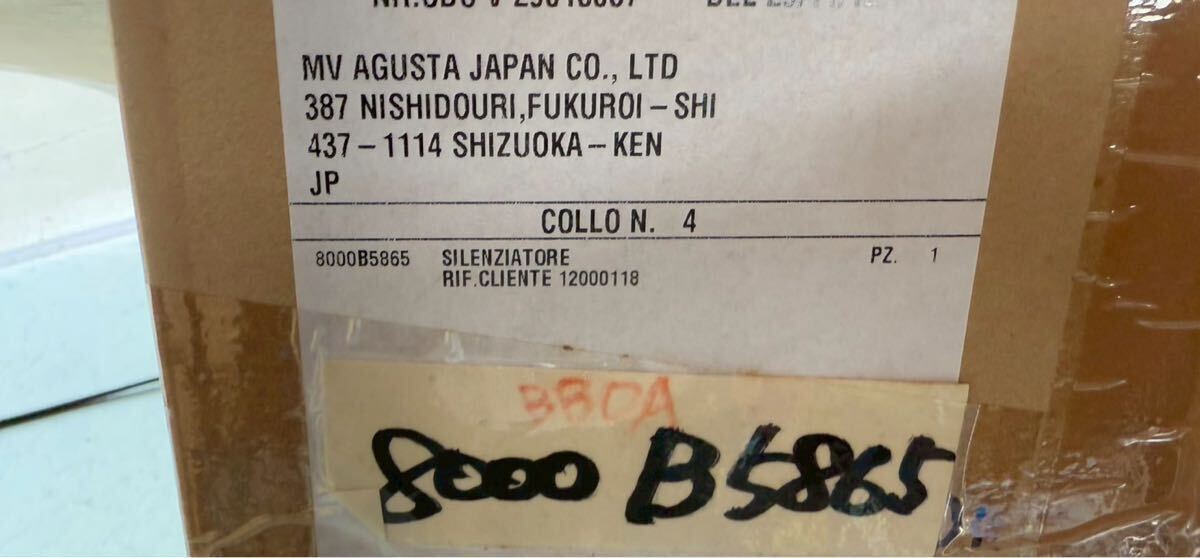 MV AGUSTA JAPAN CO., LTD
387 NISHIDOURI,FUKUROI-SHI
437-1114 SHIZUOKA-KEN
JP
COLLO N. 4
8000B5865 SILENZIATORE PZ. 1
RIF.CLIENTE 12000118
8000 B5865